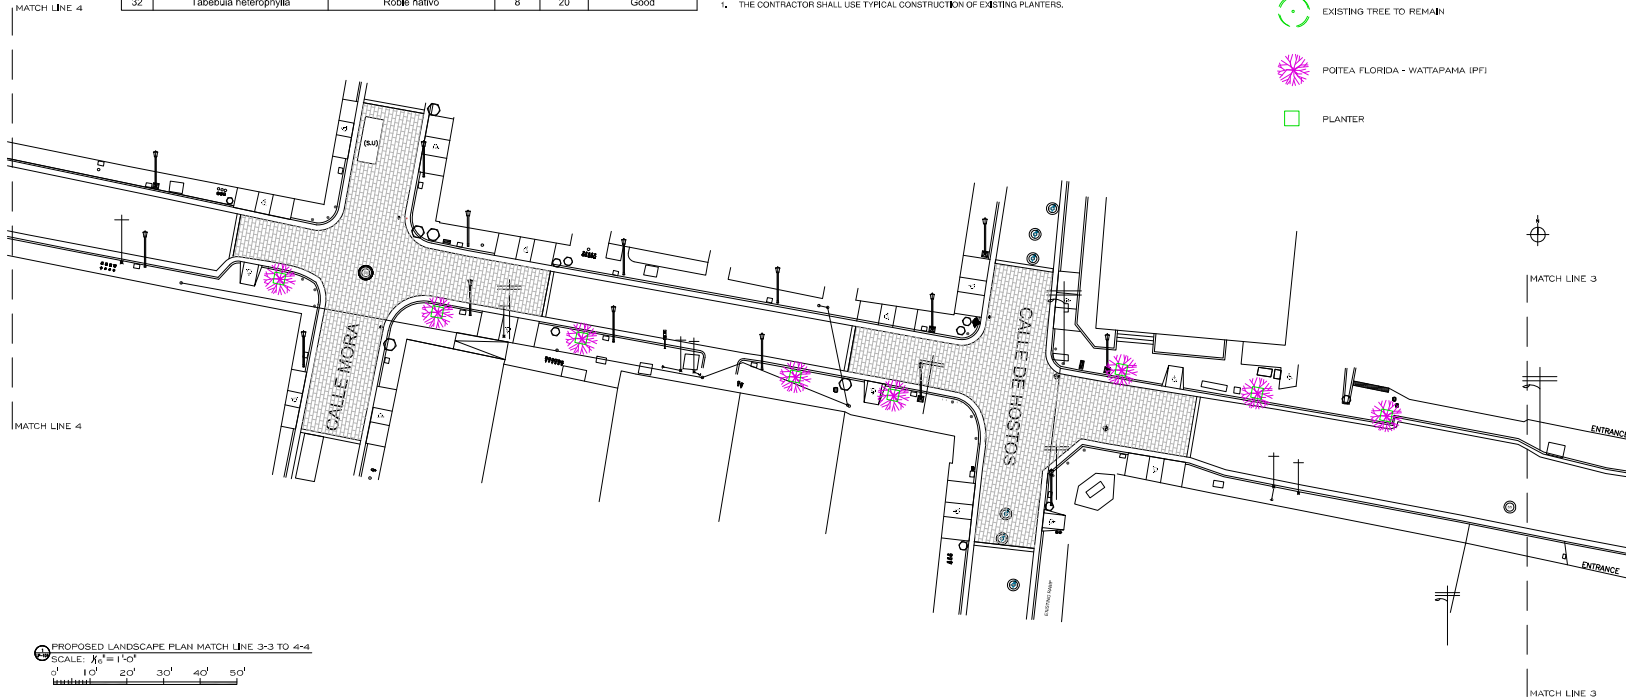 MATCH LINE 4
32 Tabebuia heterophylla Roble nativo 8 20 Good
1. THE CONTRACTOR SHALL USE TYPICAL CONSTRUCTION OF EXISTING PLANTERS.
EXISTING TREE TO REMAIN
POITEA FLORIDA - WATTAPAMA (PF)
PLANTER
(S.U)
N
MATCH LINE 3
CALLE MORA
CALLE DE HOSTOS
MATCH LINE 4
ENTRANCE
ENTRANCE
EXISTING RAMP
PROPOSED LANDSCAPE PLAN MATCH LINE 3-3 TO 4-4
SCALE: 1/16"=1'-0"
0' 10' 20' 30' 40' 50'
MATCH LINE 3